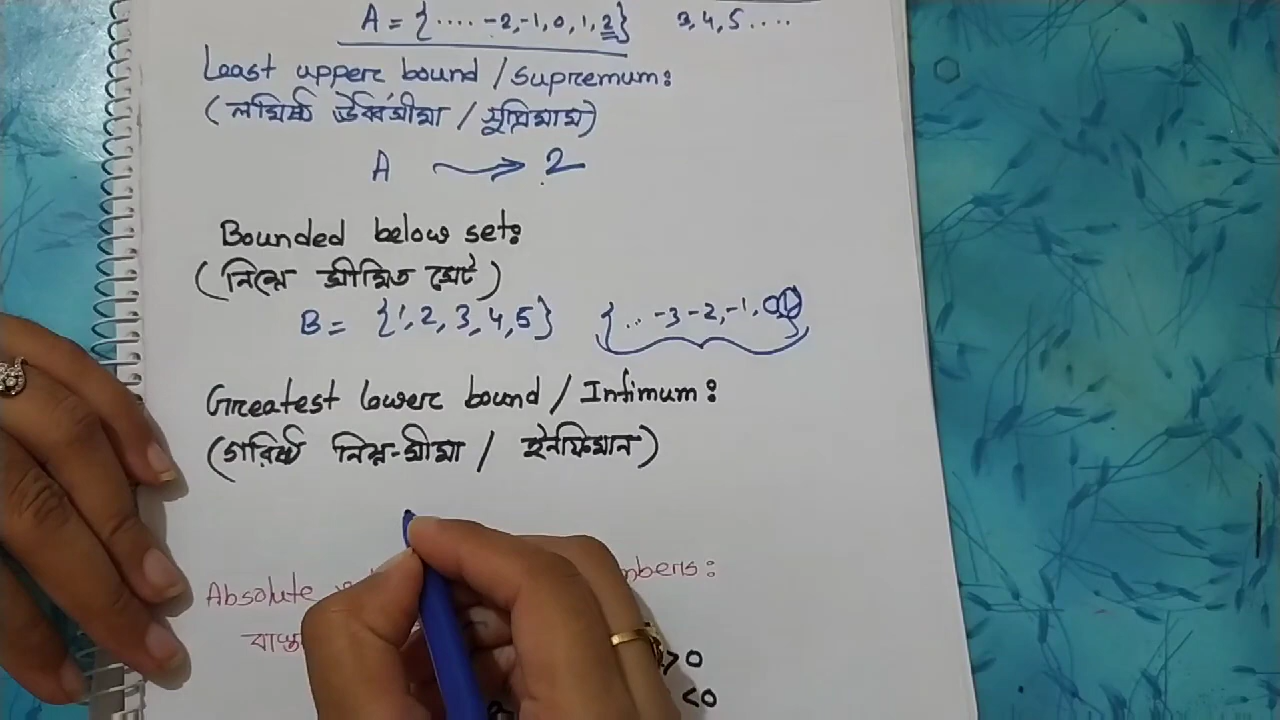 A = {.... -2, -1, 0, 1, 2} 3, 4, 5 ....
Least upper bound / Supremum:
(লঘিষ্ঠ উর্ধ্বসীমা / সুপ্রিমাম)
A → 2
Bounded below set:
(নিম্নে সীমিত সেট)
B = {1, 2, 3, 4, 5} {... -3 -2, -1, 0
Greatest lower bound / Infimum:
(গরিষ্ঠ নিম্ন-সীমা / ইনফিমান)
Absolute
>0
<0